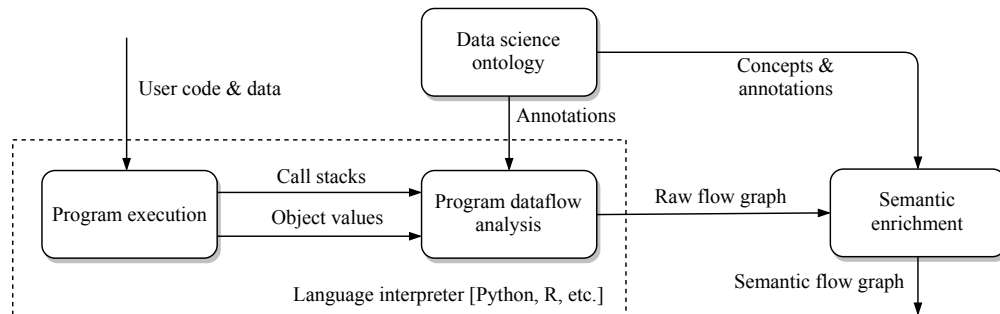 Data science
ontology
User code & data
Concepts &
annotations
Annotations
Program execution
Call stacks
Object values
Program dataflow
analysis
Raw flow graph
Semantic
enrichment
Language interpreter [Python, R, etc.]
Semantic flow graph